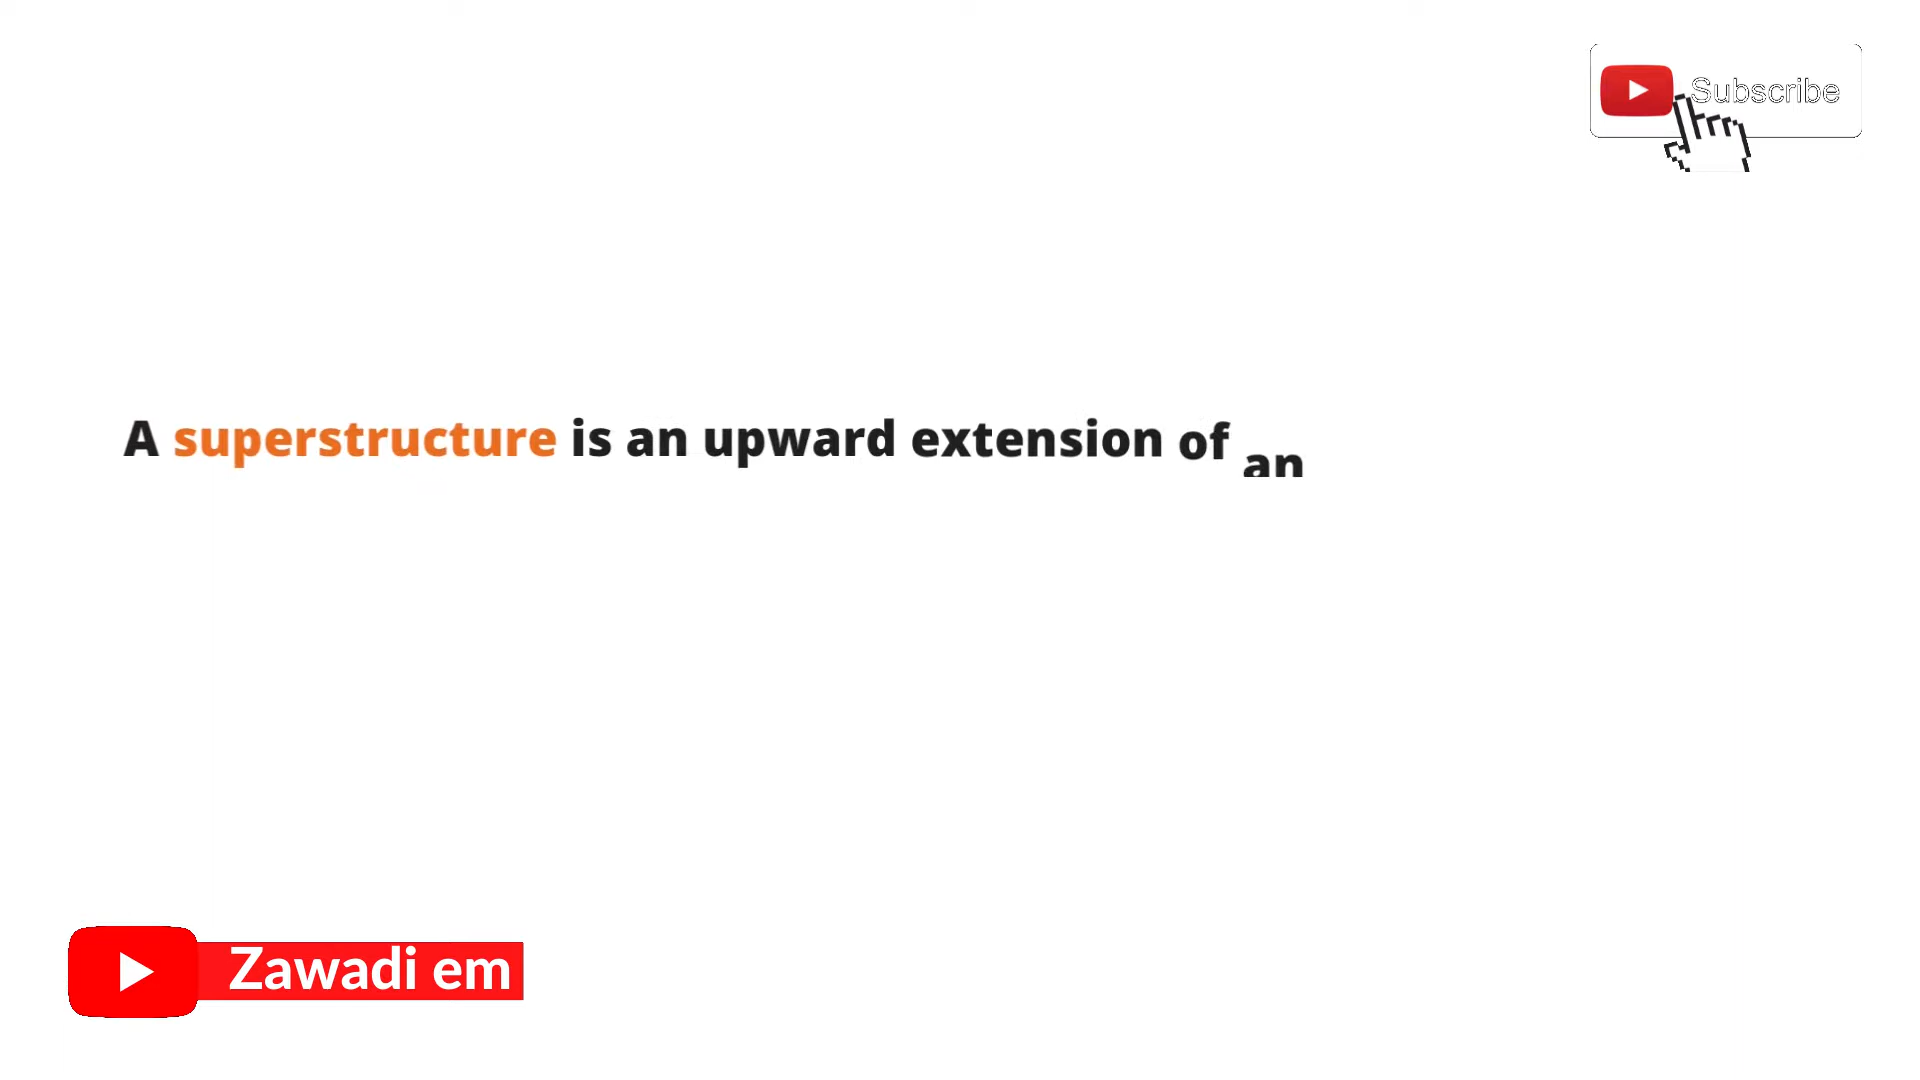 Subscribe
A superstructure is an upward extension of an
Zawadi em